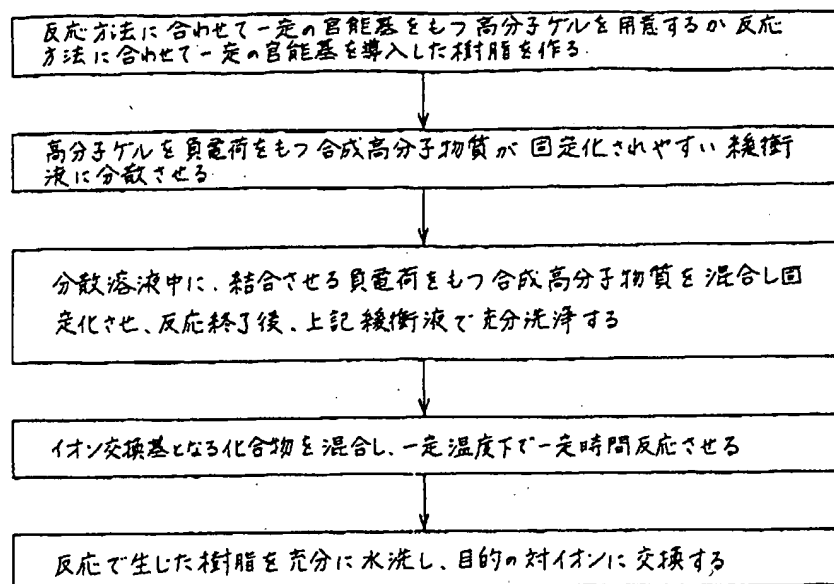 反応方法に合わせて一定の官能基をもつ高分子ゲルを用意するか反応
方法に合わせて一定の官能基を導入した樹脂を作る
高分子ゲルを負電荷をもつ合成高分子物質が固定化されやすい緩衝
液に分散させる
分散溶液中に、結合させる負電荷をもつ合成高分子物質を混合し固
定化させ、反応終了後、上記緩衝液で充分洗浄する
イオン交換基となる化合物を混合し、一定温度下で一定時間反応させる
反応で生じた樹脂を充分に水洗し、目的の対イオンに交換する